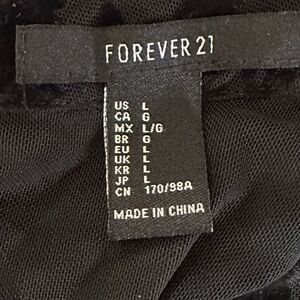 FOREVER 21
US L
CA G
MX L/G
BR G
EU L
UK L
KR L
JP L
CN 170/98A
MADE IN CHINA